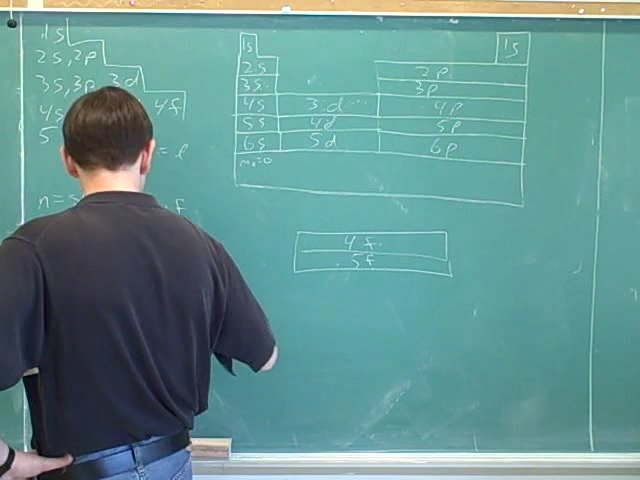 1s
2s, 2p
3s, 3p 3d
4s 4f
5
= l
n=5 f
1s 1s
2s 2p
3s 3p
4s 3d... 4p
5s 4d 5p
6s 5d 6p
4f
5f